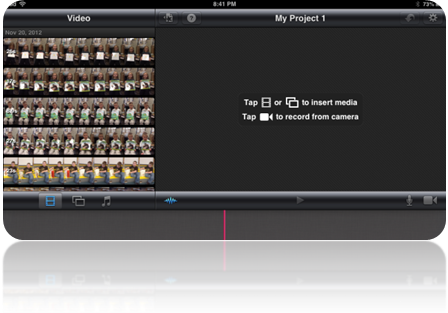 8:41 PM
73%
Video
?
My Project 1
Nov 20, 2012
Tap or to insert media
Tap to record from camera